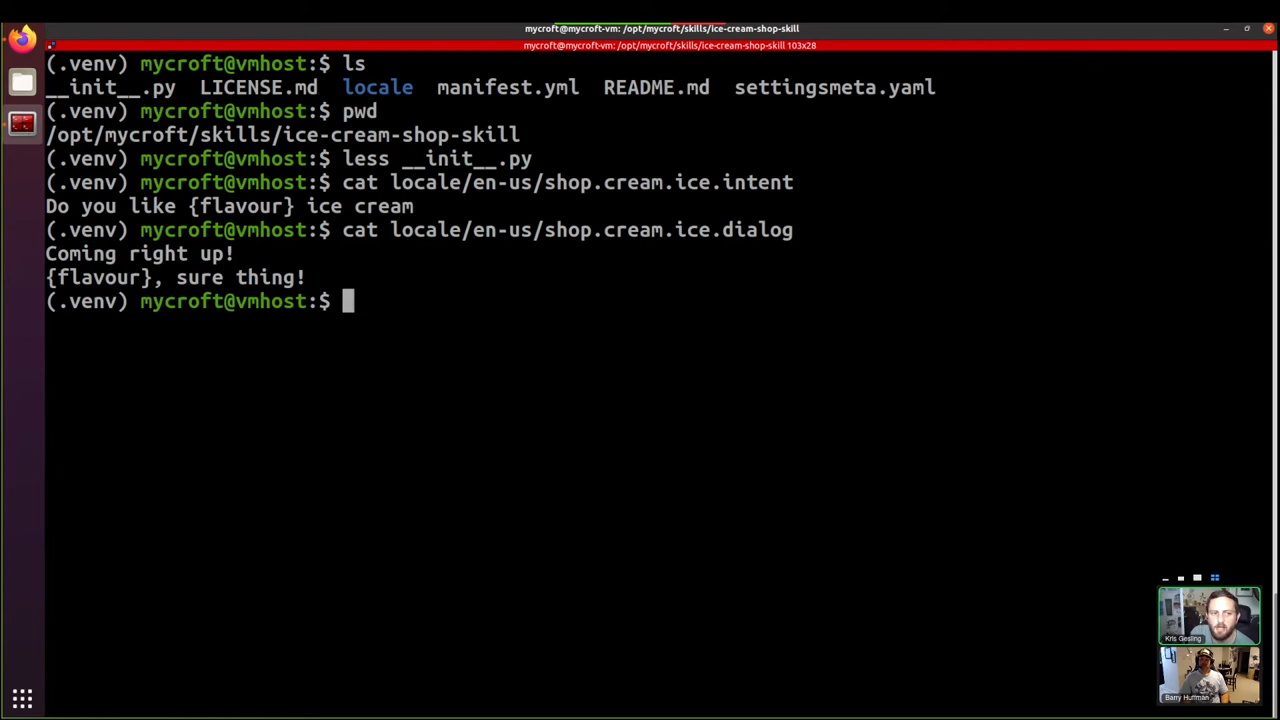 mycroft@mycroft-vm: /opt/mycroft/skills/ice-cream-shop-skill
mycroft@mycroft-vm: /opt/mycroft/skills/ice-cream-shop-skill 103x28
(.venv) mycroft@vmhost:$ ls
__init__.py  LICENSE.md  locale  manifest.yml  README.md  settingsmeta.yaml
(.venv) mycroft@vmhost:$ pwd
/opt/mycroft/skills/ice-cream-shop-skill
(.venv) mycroft@vmhost:$ less __init__.py
(.venv) mycroft@vmhost:$ cat locale/en-us/shop.cream.ice.intent
Do you like {flavour} ice cream
(.venv) mycroft@vmhost:$ cat locale/en-us/shop.cream.ice.dialog
Coming right up!
{flavour}, sure thing!
(.venv) mycroft@vmhost:$
Kris Gesling
Barry Huffman